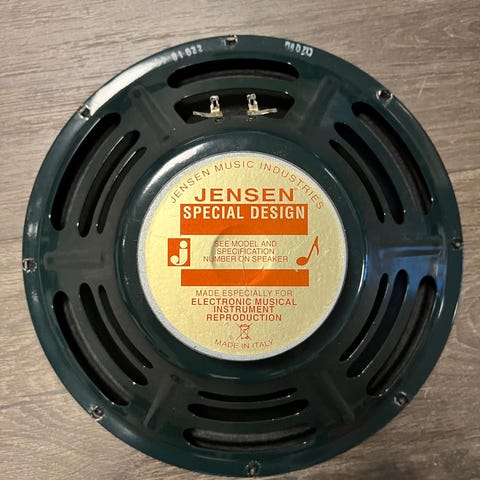 JENSEN MUSIC INDUSTRIES
JENSEN
SPECIAL DESIGN
j
SEE MODEL AND
SPECIFICATION
NUMBER ON SPEAKER
MADE ESPECIALLY FOR
ELECTRONIC MUSICAL
INSTRUMENT
REPRODUCTION
MADE IN ITALY